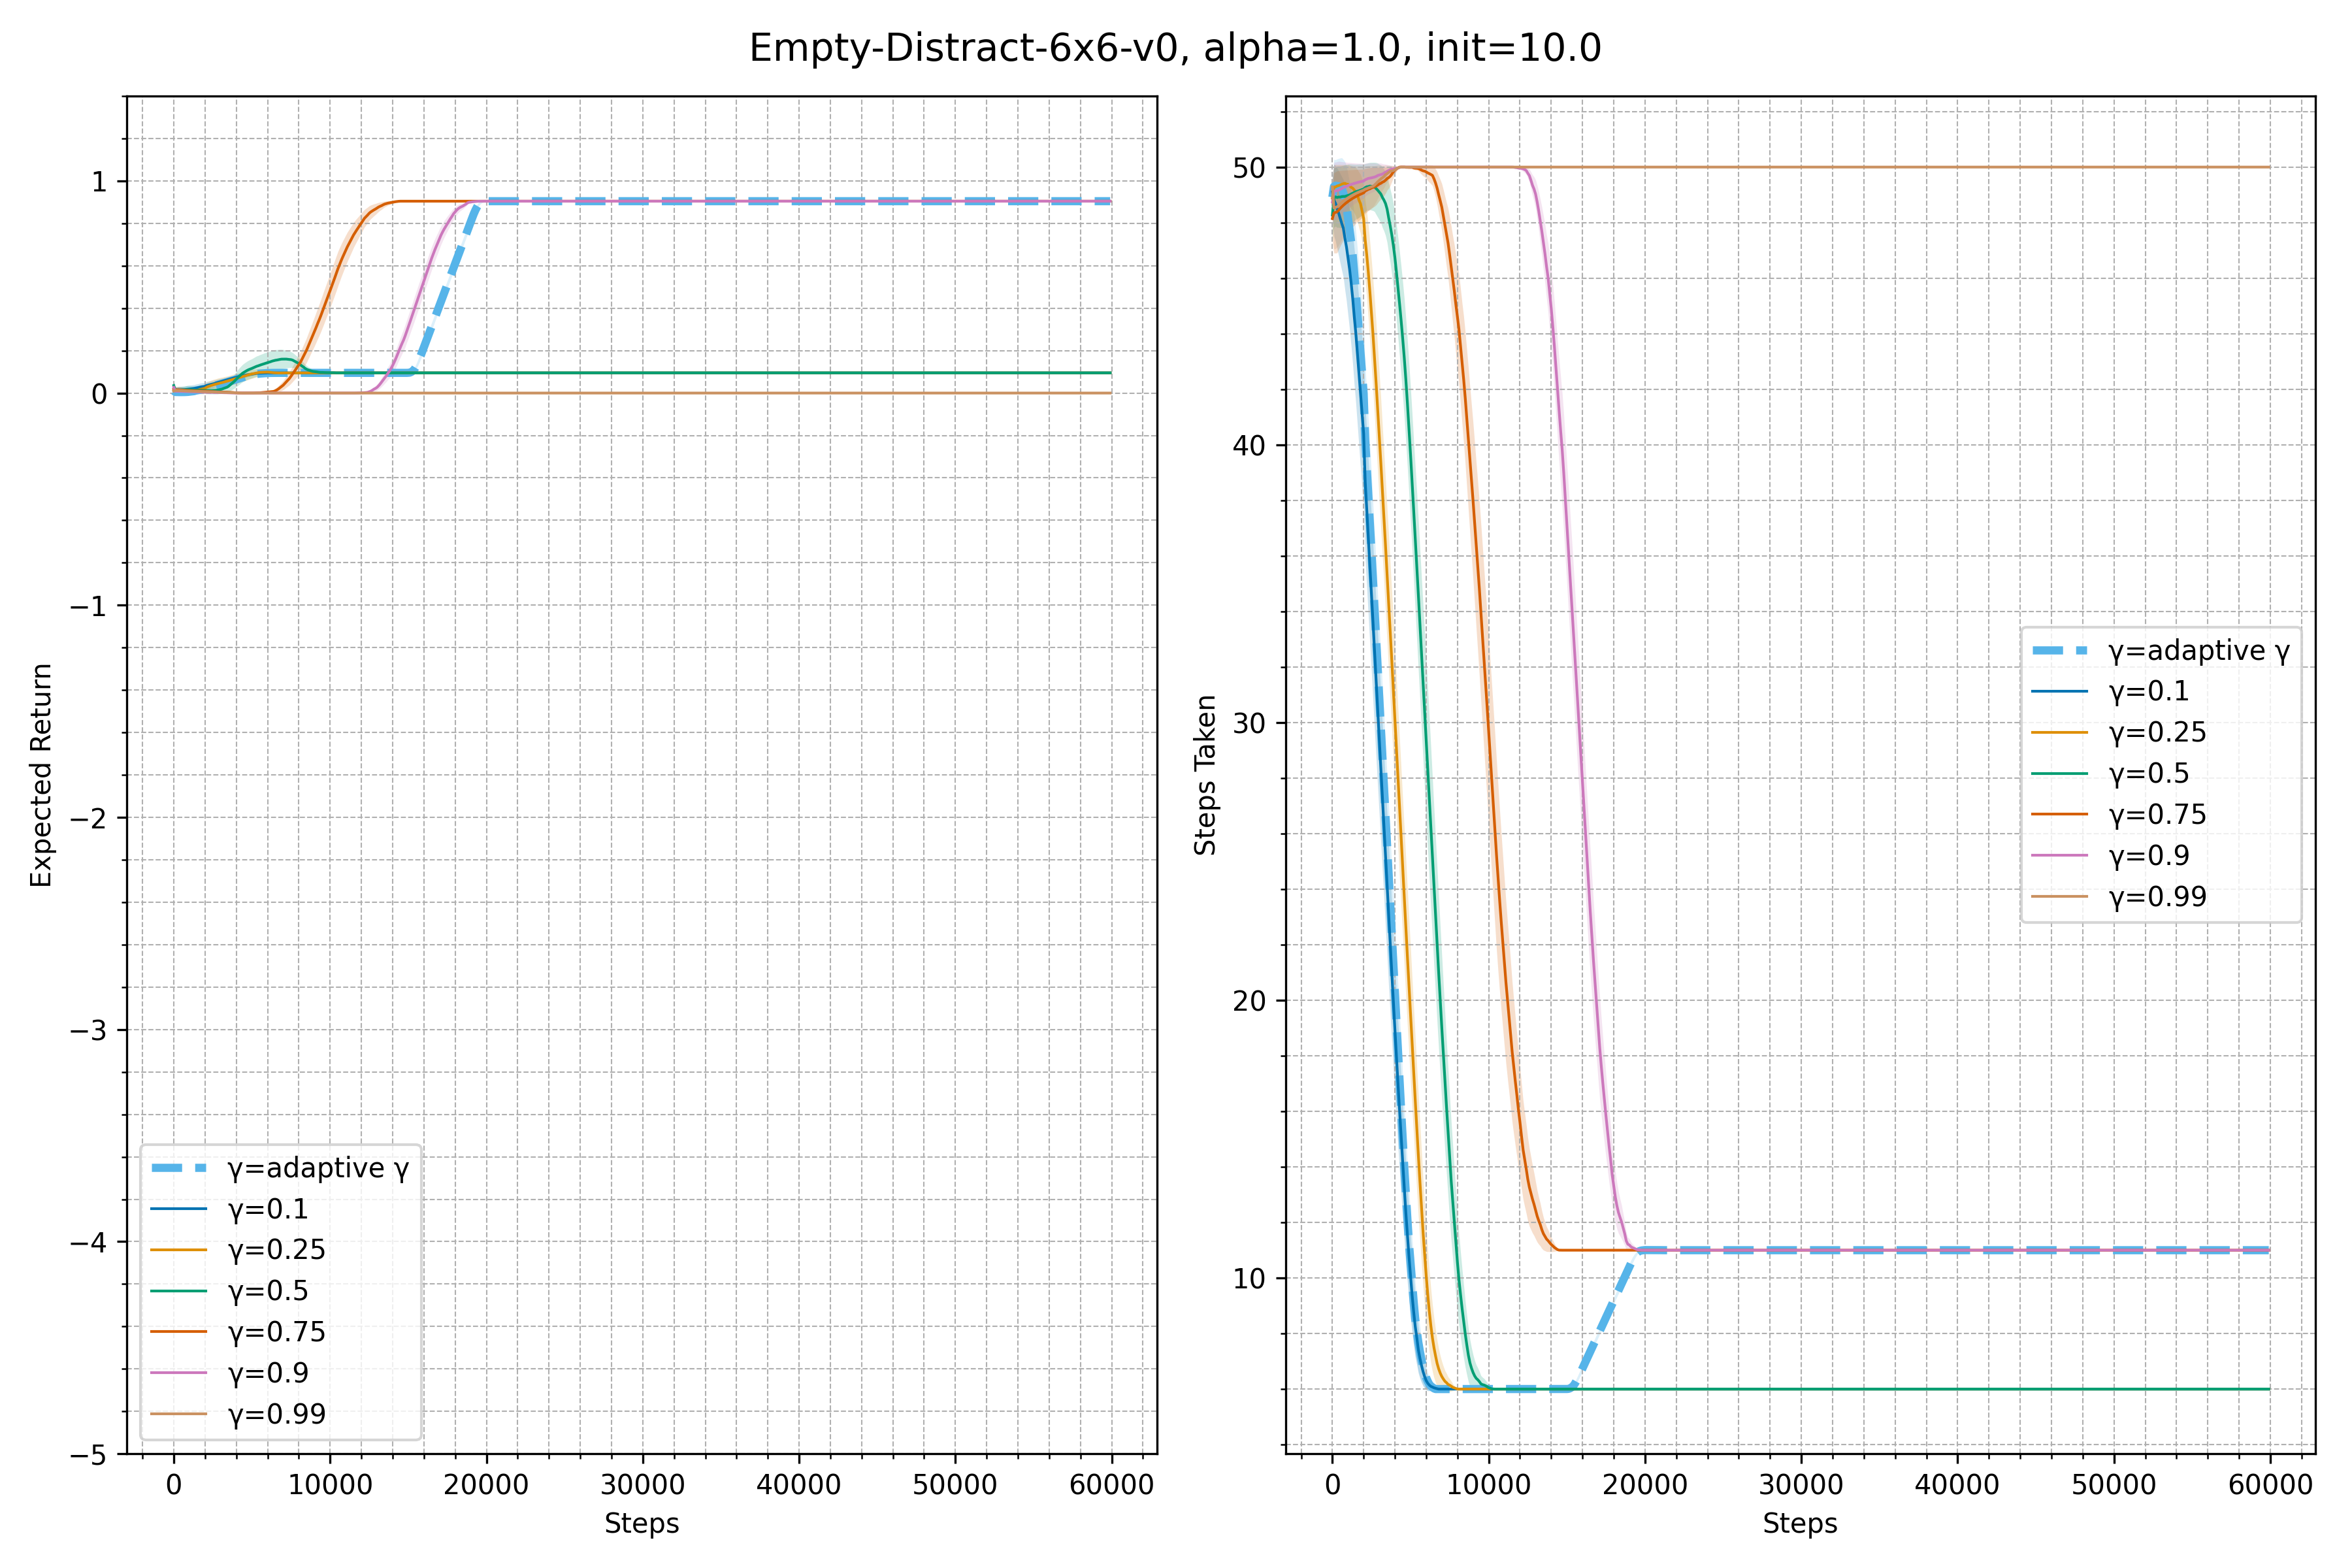 Empty-Distract-6x6-v0, alpha=1.0, init=10.0
Expected Return
1
0
−1
−2
−3
−4
−5
γ=adaptive γ
γ=0.1
γ=0.25
γ=0.5
γ=0.75
γ=0.9
γ=0.99
0 10000 20000 30000 40000 50000 60000
Steps
Steps Taken
50
40
30
20
10
γ=adaptive γ
γ=0.1
γ=0.25
γ=0.5
γ=0.75
γ=0.9
γ=0.99
0 10000 20000 30000 40000 50000 60000
Steps